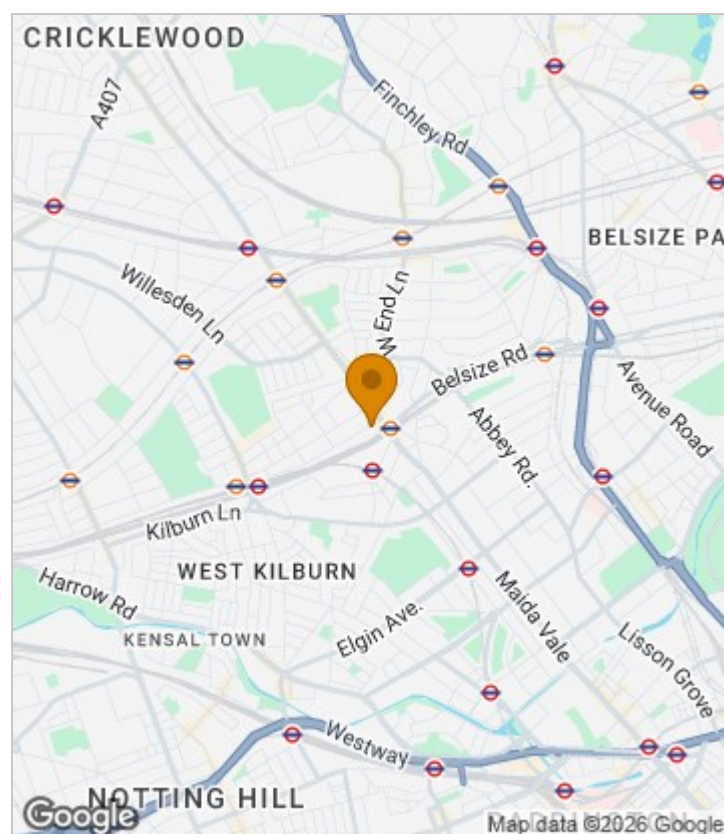 CRICKLEWOOD
A407
Finchley Rd
BELSIZE PA
Willesden Ln
W End Ln
Belsize Rd
Avenue Road
Abbey Rd.
Kilburn Ln
WEST KILBURN
Harrow Rd
Elgin Ave.
Maida Vale
KENSAL TOWN
Lisson Grove
Westway
NOTTING HILL
Google
Map data ©2026 Google